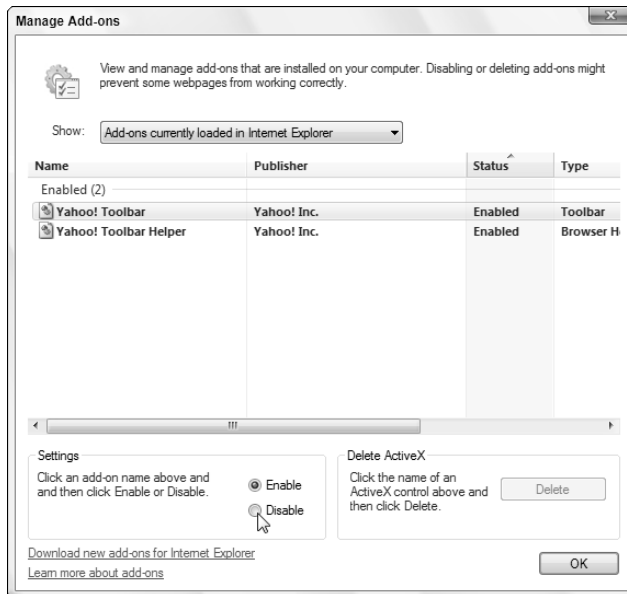 Manage Add-ons
View and manage add-ons that are installed on your computer. Disabling or deleting add-ons might
prevent some webpages from working correctly.
Show: Add-ons currently loaded in Internet Explorer
Name Publisher Status Type
Enabled (2)
Yahoo! Toolbar Yahoo! Inc. Enabled Toolbar
Yahoo! Toolbar Helper Yahoo! Inc. Enabled Browser H
Settings
Click an add-on name above and
and then click Enable or Disable.
Enable
Disable
Delete ActiveX
Click the name of an
ActiveX control above and
then click Delete.
Delete
Download new add-ons for Internet Explorer
Learn more about add-ons
OK